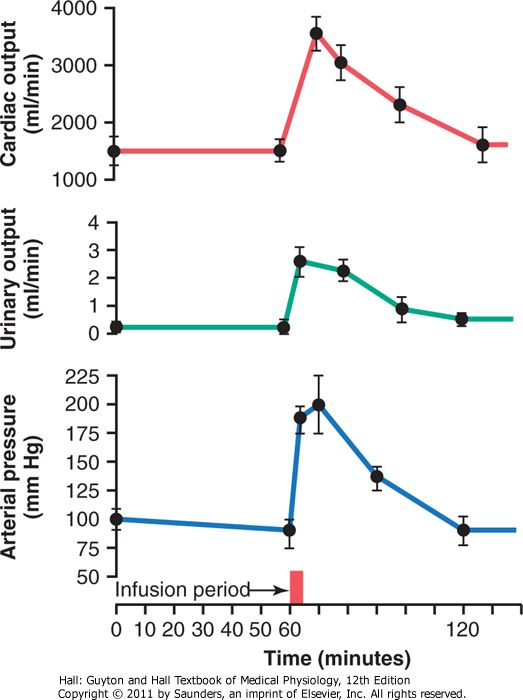 Cardiac output
(ml/min)
4000
3000
2000
1000
Urinary output
(ml/min)
4
3
2
1
0
Arterial pressure
(mm Hg)
225
200
175
150
125
100
75
50
Infusion period
0 10 20 30 40 50 60 120
Time (minutes)
Hall: Guyton and Hall Textbook of Medical Physiology, 12th Edition
Copyright © 2011 by Saunders, an imprint of Elsevier, Inc. All rights reserved.